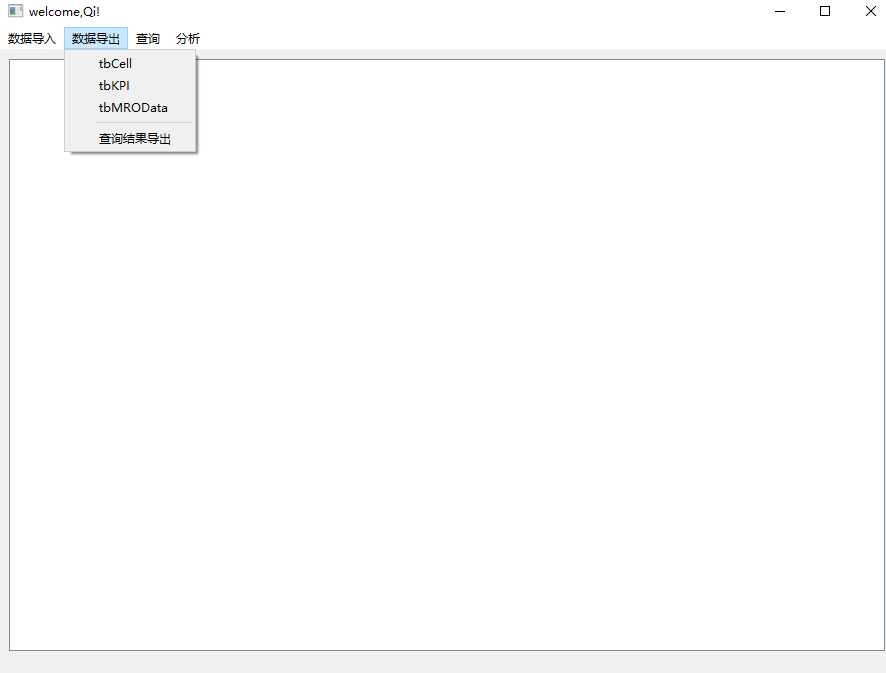 welcome,Qi!
数据导入 数据导出 查询 分析
tbCell
tbKPI
tbMROData
查询结果导出